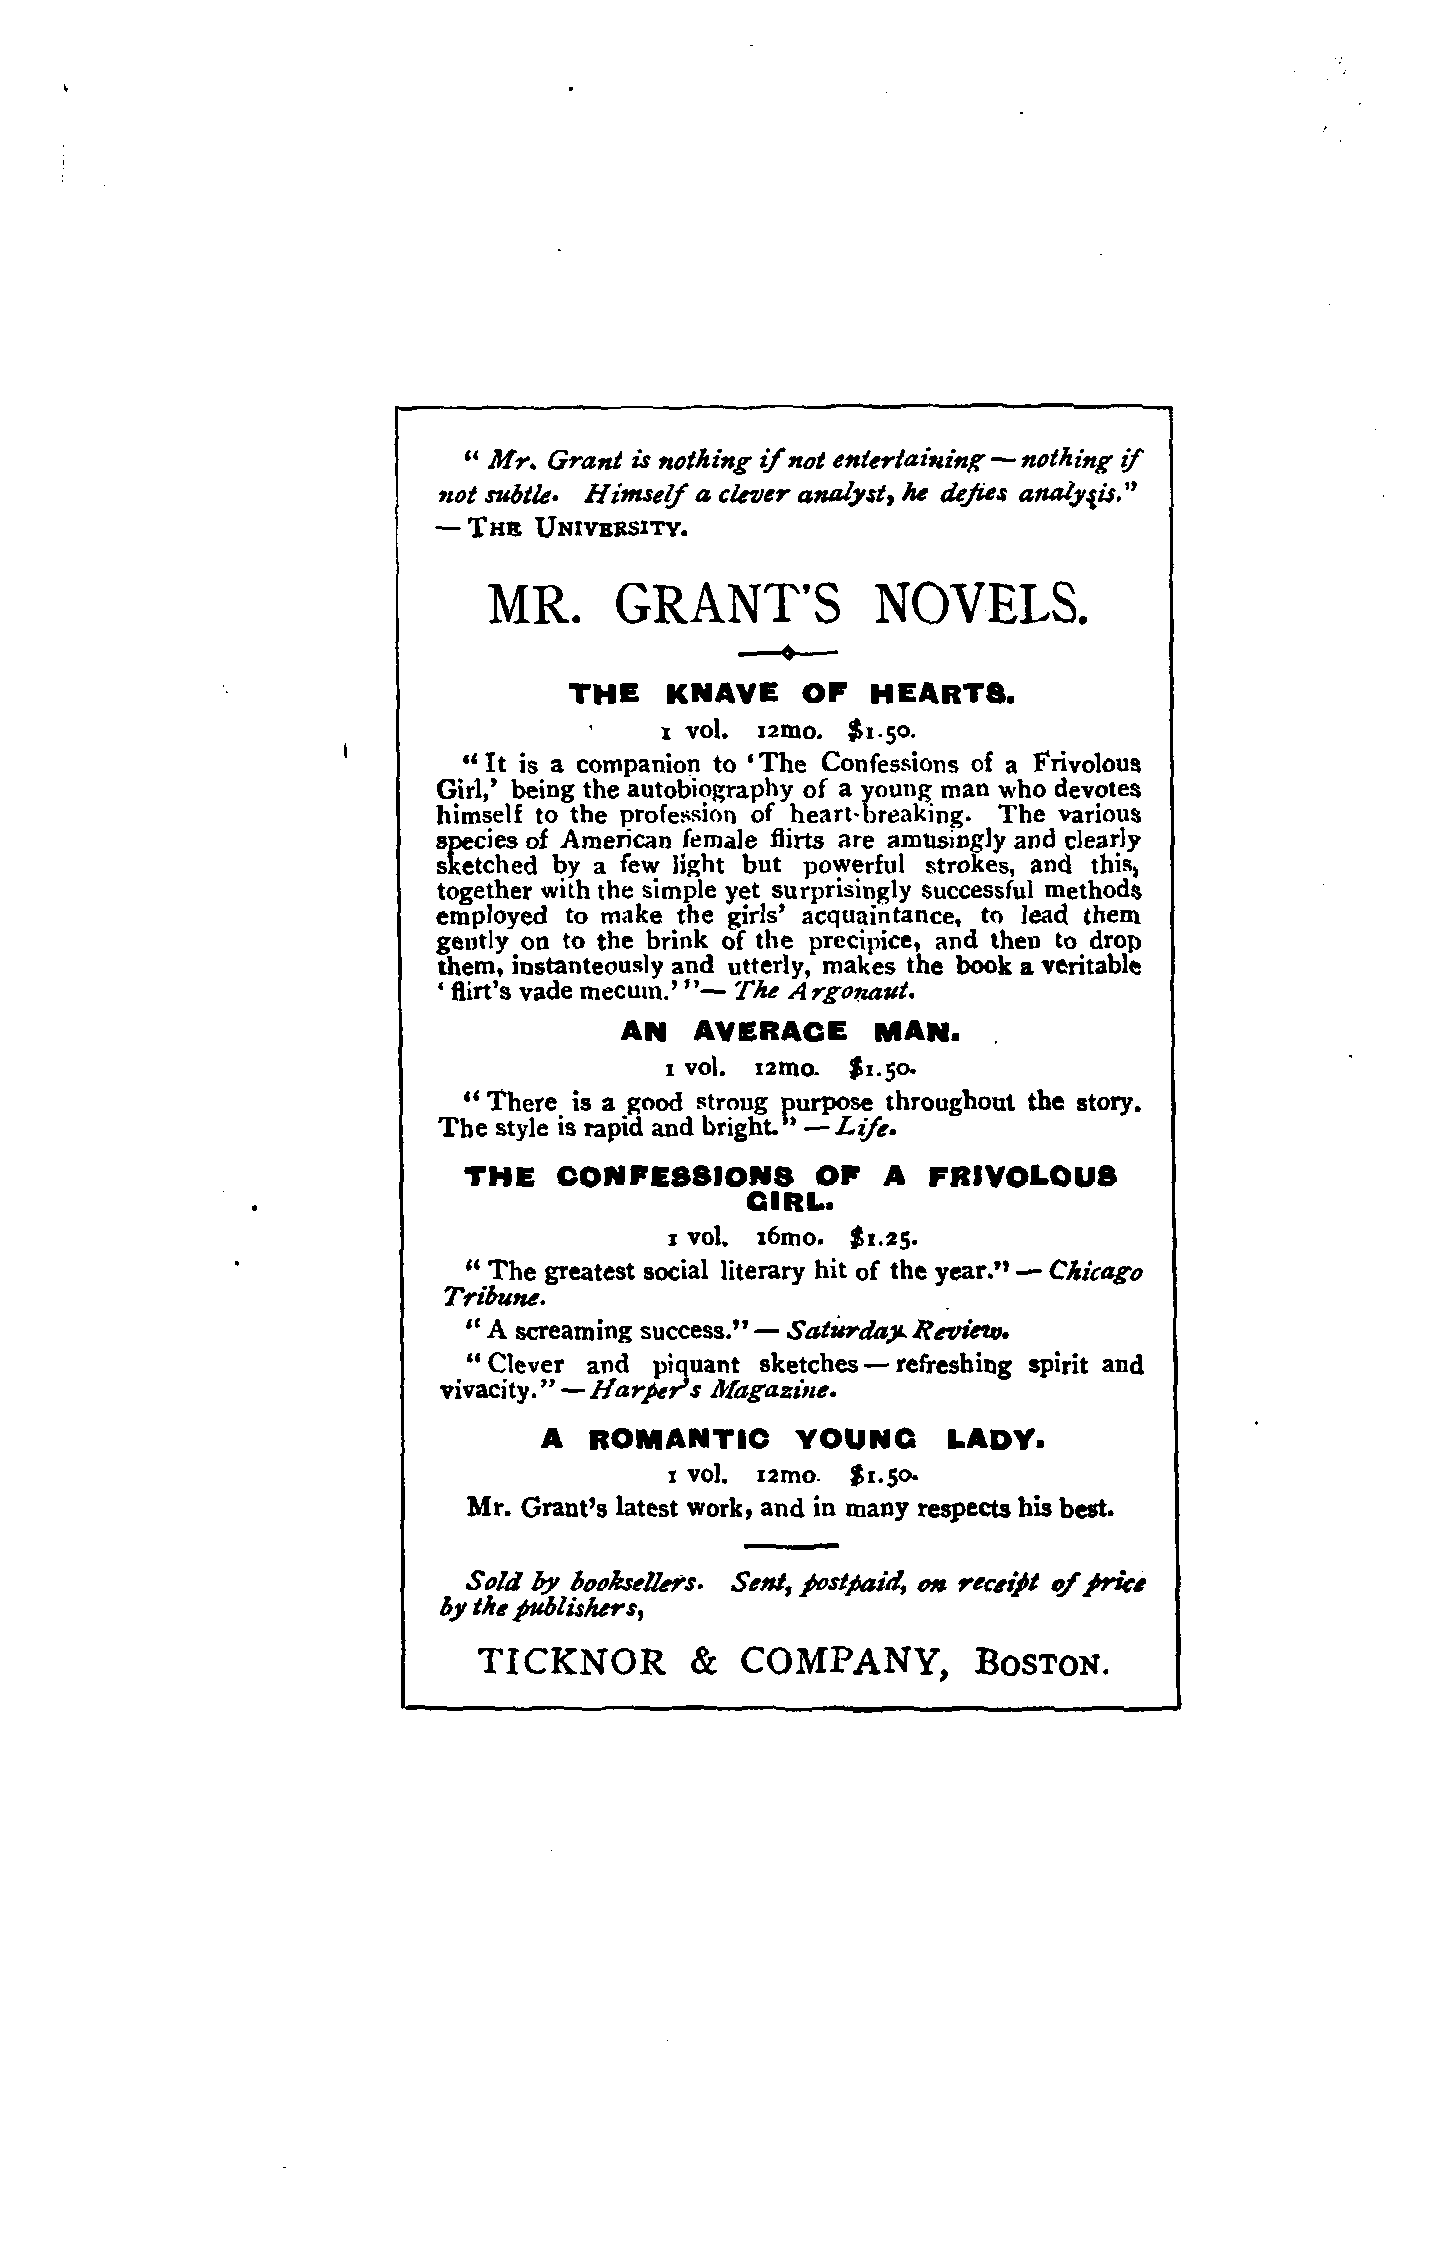 " Mr. Grant is nothing if not entertaining — nothing if
not subtle. Himself a clever analyst, he defies analysis."
— THE UNIVERSITY.
MR. GRANT'S NOVELS.
THE KNAVE OF HEARTS.
1 vol. 12mo. $1.50.
" It is a companion to ' The Confessions of a Frivolous
Girl,' being the autobiography of a young man who devotes
himself to the profession of heart-breaking. The various
species of American female flirts are amusingly and clearly
sketched by a few light but powerful strokes, and this,
together with the simple yet surprisingly successful methods
employed to make the girls' acquaintance, to lead them
gently on to the brink of the precipice, and then to drop
them, instanteously and utterly, makes the book a veritable
' flirt's vade mecum.' "— The Argonaut.
AN AVERAGE MAN.
1 vol. 12mo. $1.50.
" There is a good strong purpose throughout the story.
The style is rapid and bright." — Life.
THE CONFESSIONS OF A FRIVOLOUS
GIRL.
1 vol. 16mo. $1.25.
" The greatest social literary hit of the year." — Chicago
Tribune.
" A screaming success." — Saturday Review.
" Clever and piquant sketches — refreshing spirit and
vivacity." — Harper's Magazine.
A ROMANTIC YOUNG LADY.
1 vol. 12mo. $1.50.
Mr. Grant's latest work, and in many respects his best.
Sold by booksellers. Sent, postpaid, on receipt of price
by the publishers,
TICKNOR & COMPANY, BOSTON.